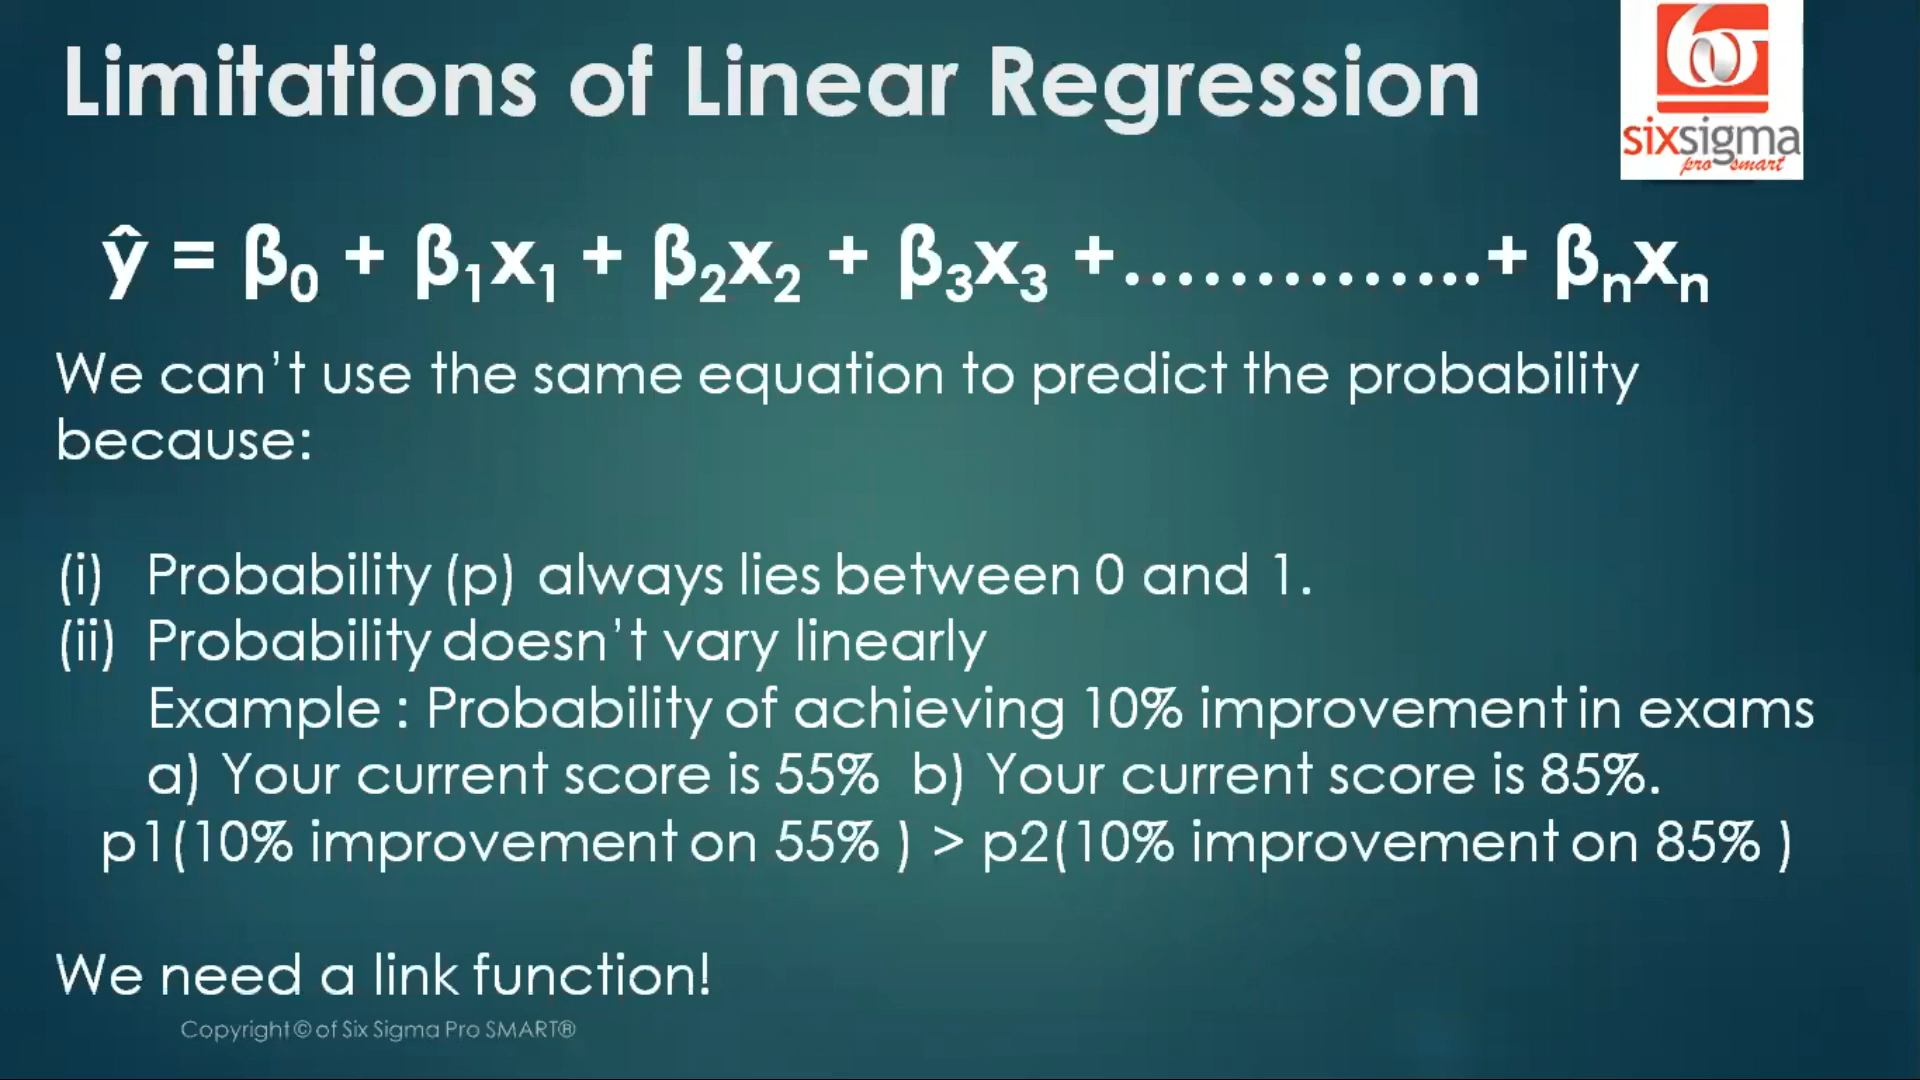 Limitations of Linear Regression
6σ
sixsigma
pro smart
ŷ = β₀ + β₁x₁ + β₂x₂ + β₃x₃ +..............+ βₙxₙ
We can't use the same equation to predict the probability
because:
(i) Probability (p) always lies between 0 and 1.
(ii) Probability doesn't vary linearly
Example : Probability of achieving 10% improvement in exams
a) Your current score is 55% b) Your current score is 85%.
p1(10% improvement on 55% ) > p2(10% improvement on 85% )
We need a link function!
Copyright © of Six Sigma Pro SMART®